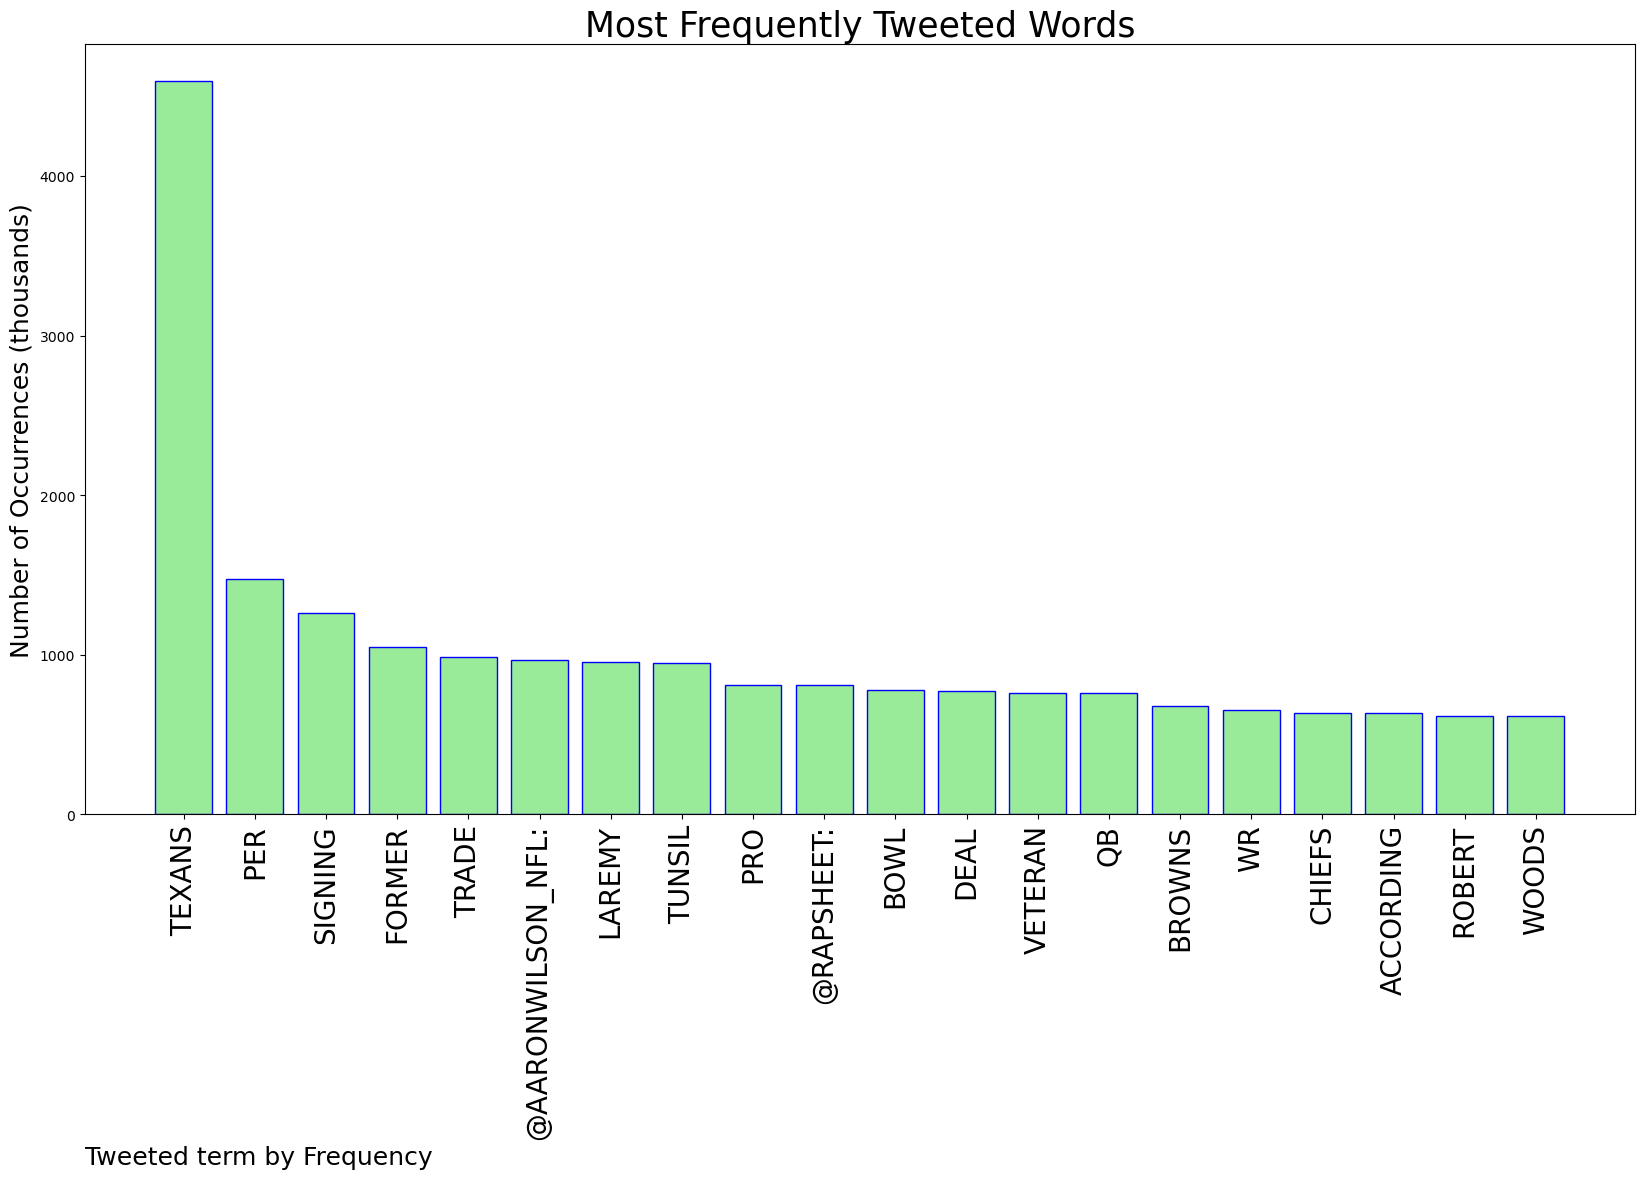 Most Frequently Tweeted Words
Number of Occurrences (thousands)
4000
3000
2000
1000
0
TEXANS
PER
SIGNING
FORMER
TRADE
@AARONWILSON_NFL:
LAREMY
TUNSIL
PRO
@RAPSHEET:
BOWL
DEAL
VETERAN
QB
BROWNS
WR
CHIEFS
ACCORDING
ROBERT
WOODS
Tweeted term by Frequency